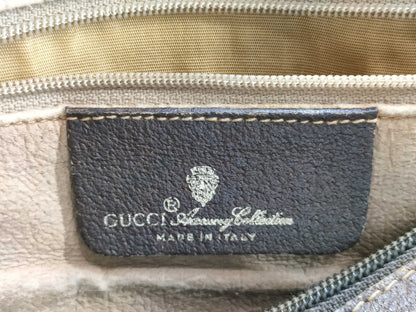 GUCCI® Accessory Collection
MADE IN ITALY